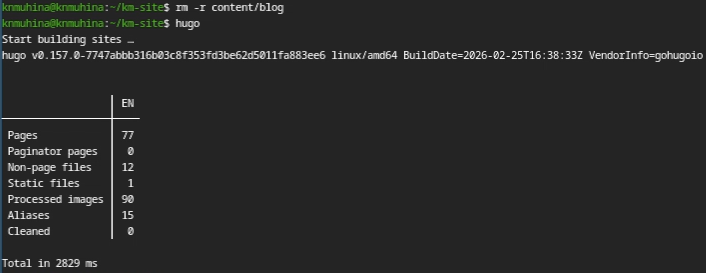 knmuhina@knmuhina:~/km-site$ rm -r content/blog
knmuhina@knmuhina:~/km-site$ hugo
Start building sites …
hugo v0.157.0-7747abbb316b03c8f353fd3be62d5011fa883ee6 linux/amd64 BuildDate=2026-02-25T16:38:33Z VendorInfo=gohugoio
EN
Pages 77
Paginator pages 0
Non-page files 12
Static files 1
Processed images 90
Aliases 15
Cleaned 0
Total in 2829 ms